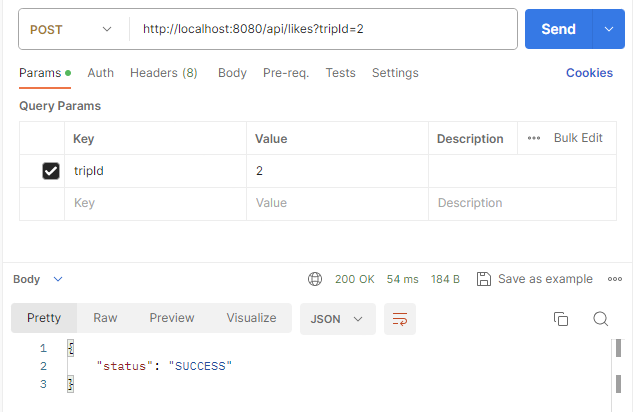 POST http://localhost:8080/api/likes?tripId=2 Send
Params Auth Headers (8) Body Pre-req. Tests Settings Cookies
Query Params
Key Value Description Bulk Edit
tripId 2
Key Value Description
Body 200 OK 54 ms 184 B Save as example
Pretty Raw Preview Visualize JSON
1 {
2 "status": "SUCCESS"
3 }